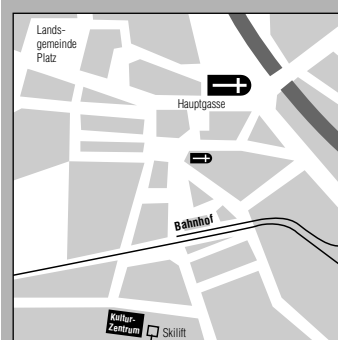 Lands-
gemeinde
Platz
Hauptgasse
Bahnhof
Kultur-
Zentrum
Skilift